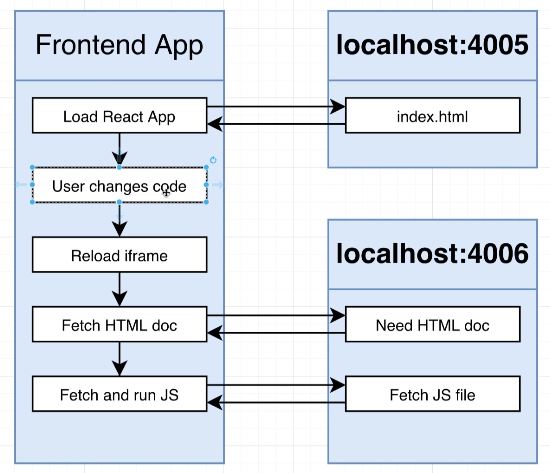 Frontend App
Load React App
User changes code
Reload iframe
Fetch HTML doc
Fetch and run JS
localhost:4005
index.html
localhost:4006
Need HTML doc
Fetch JS file